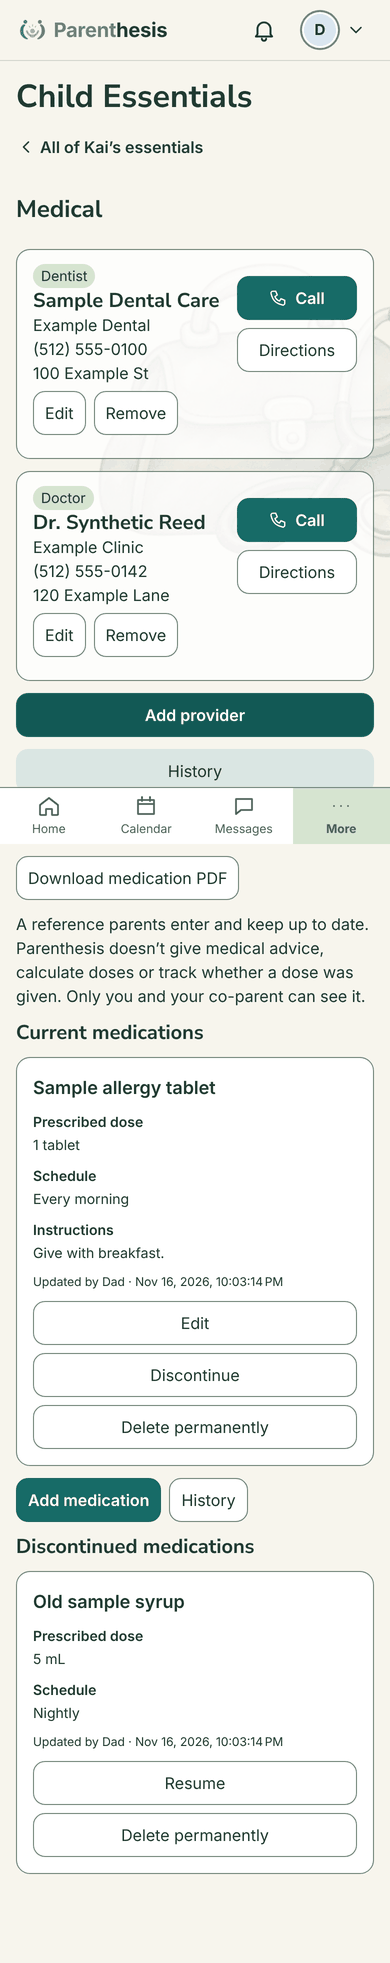 Parenthesis
D
Child Essentials
All of Kai’s essentials
Medical
Dentist
Sample Dental Care
Example Dental
(512) 555-0100
100 Example St
Call
Directions
Edit
Remove
Doctor
Dr. Synthetic Reed
Example Clinic
(512) 555-0142
120 Example Lane
Call
Directions
Edit
Remove
Add provider
History
Home
Calendar
Messages
More
Download medication PDF
A reference parents enter and keep up to date.
Parenthesis doesn’t give medical advice,
calculate doses or track whether a dose was
given. Only you and your co-parent can see it.
Current medications
Sample allergy tablet
Prescribed dose
1 tablet
Schedule
Every morning
Instructions
Give with breakfast.
Updated by Dad · Nov 16, 2026, 10:03:14 PM
Edit
Discontinue
Delete permanently
Add medication
History
Discontinued medications
Old sample syrup
Prescribed dose
5 mL
Schedule
Nightly
Updated by Dad · Nov 16, 2026, 10:03:14 PM
Resume
Delete permanently